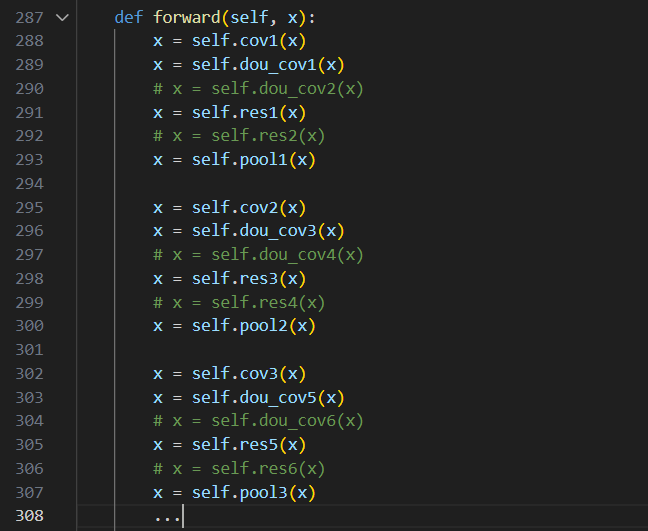 287 def forward(self, x):
288 x = self.cov1(x)
289 x = self.dou_cov1(x)
290 # x = self.dou_cov2(x)
291 x = self.res1(x)
292 # x = self.res2(x)
293 x = self.pool1(x)
294
295 x = self.cov2(x)
296 x = self.dou_cov3(x)
297 # x = self.dou_cov4(x)
298 x = self.res3(x)
299 # x = self.res4(x)
300 x = self.pool2(x)
301
302 x = self.cov3(x)
303 x = self.dou_cov5(x)
304 # x = self.dou_cov6(x)
305 x = self.res5(x)
306 # x = self.res6(x)
307 x = self.pool3(x)
308 ...